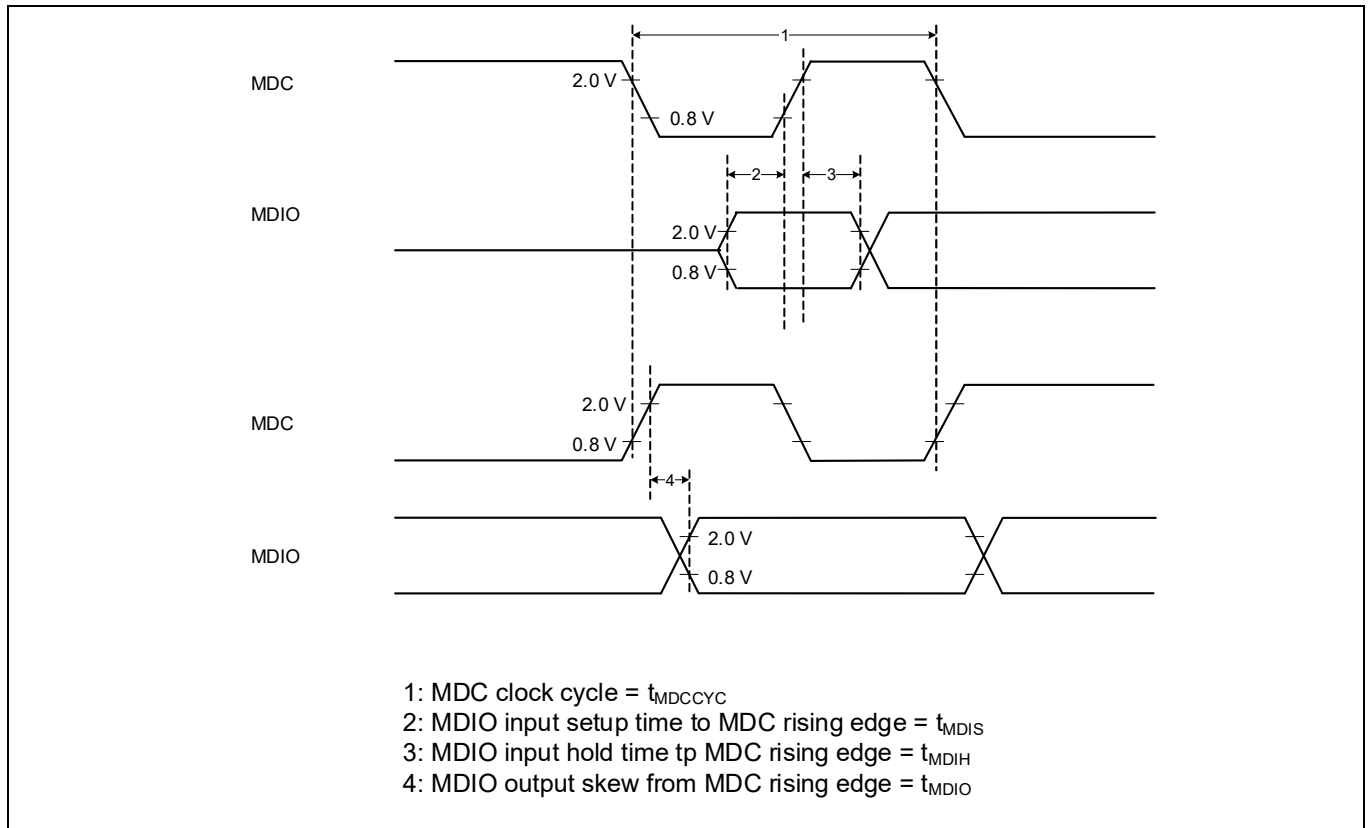 1
MDC
2.0 V
0.8 V
2
3
MDIO
2.0 V
0.8 V
MDC
2.0 V
0.8 V
4
MDIO
2.0 V
0.8 V
1: MDC clock cycle = tMDCCYC
2: MDIO input setup time to MDC rising edge = tMDIS
3: MDIO input hold time tp MDC rising edge = tMDIH
4: MDIO output skew from MDC rising edge = tMDIO